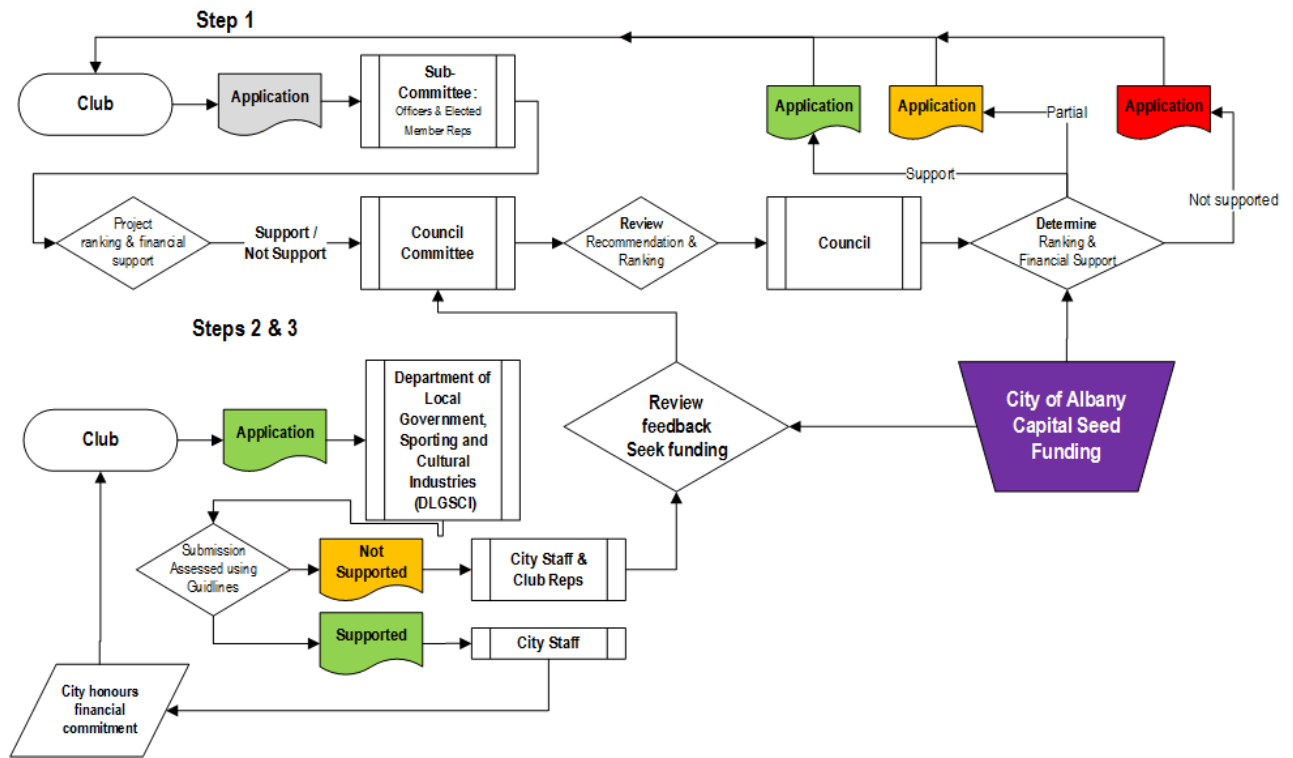 Step 1
Club
Application
Sub-
Committee:
Officers & Elected
Member Reps
Application
Application
Application
Partial
Support
Not supported
Project
ranking & financial
support
Support /
Not Support
Council
Committee
Review
Recommendation &
Ranking
Council
Determine
Ranking &
Financial Support
Steps 2 & 3
Club
Application
Department of
Local
Government,
Sporting and
Cultural
Industries
(DLGSCI)
Review
feedback
Seek funding
City of Albany
Capital Seed
Funding
Submission
Assessed using
Guidlines
Not
Supported
City Staff &
Club Reps
Supported
City Staff
City honours
financial
commitment